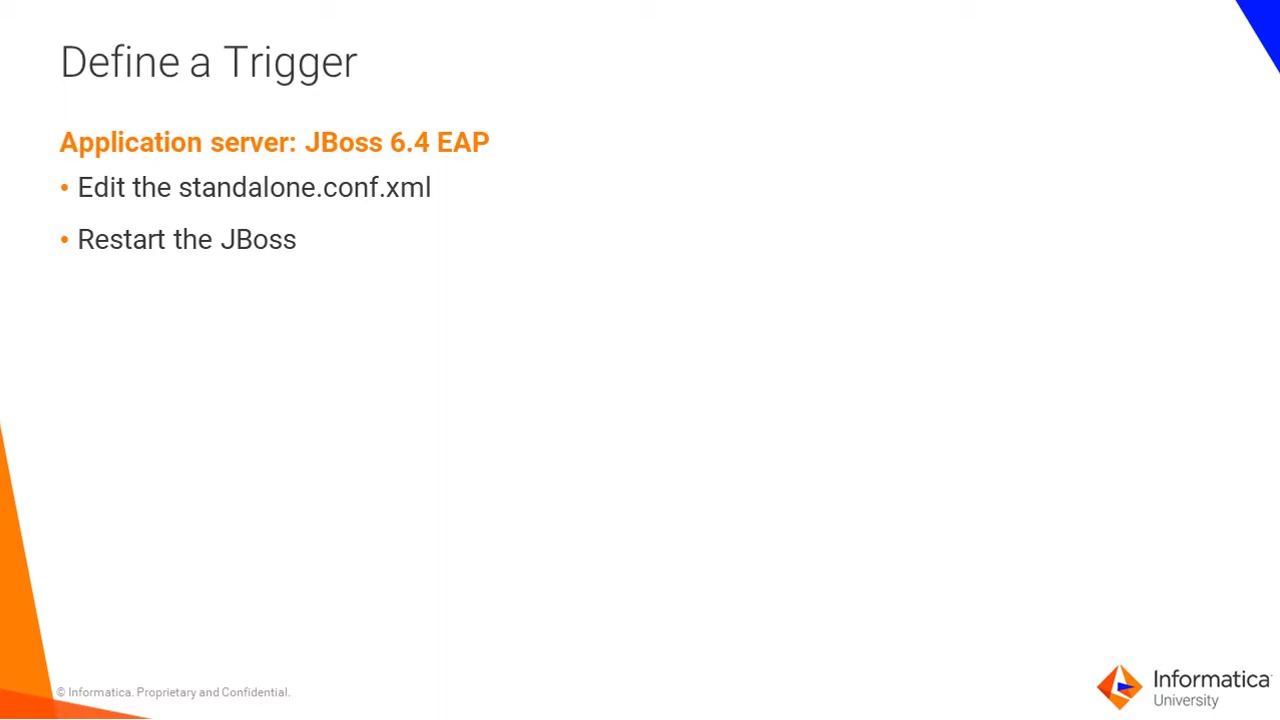 Define a Trigger
Application server: JBoss 6.4 EAP
• Edit the standalone.conf.xml
• Restart the JBoss
© Informatica. Proprietary and Confidential.
Informatica
University